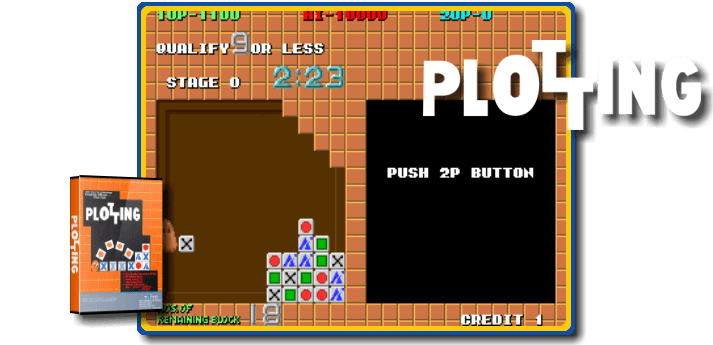 1UP-1100 HI-10000 2UP-0
QUALIFY 9 OR LESS
STAGE 0 2:23
PLOTTING
PUSH 2P BUTTON
PLOTTING
PLOTTING
REMAINING BLOCK 18
CREDIT 1